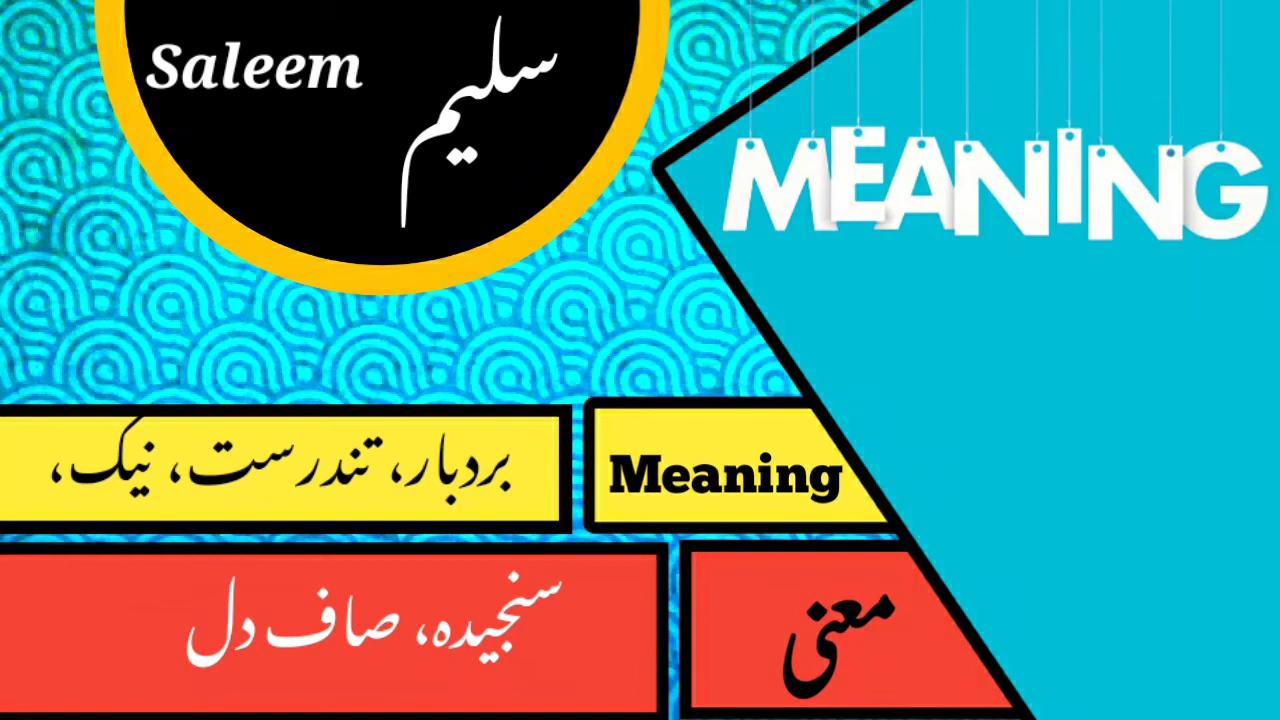 Saleem
سلیم
MEANING
بردبار، تندرست، نیک،
Meaning
سنجیدہ، صاف دل
معنی